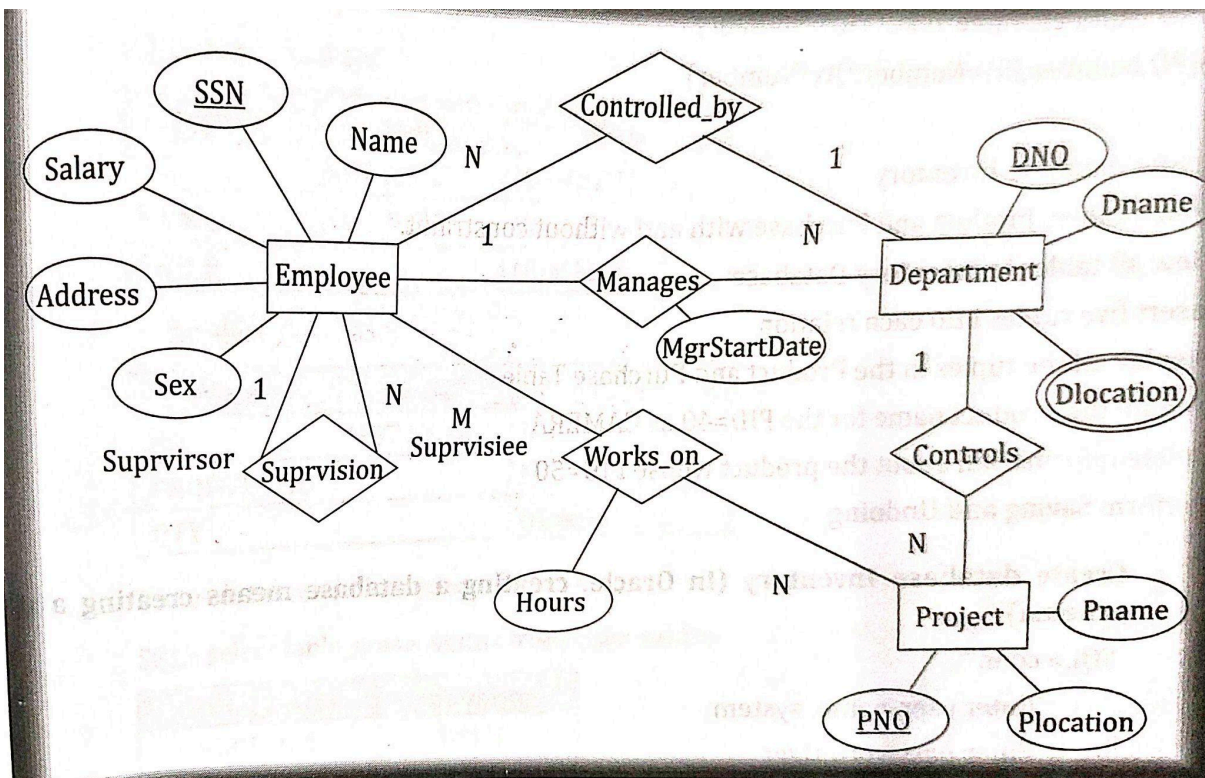 SSN
Controlled_by
Name
N
1
DNO
Salary
Dname
1
N
Employee
Manages
Department
Address
MgrStartDate
1
Sex
1
N
Dlocation
M
Suprvisiee
Suprvirsor
Suprvision
Works_on
Controls
N
Hours
N
Project
Pname
PNO
Plocation